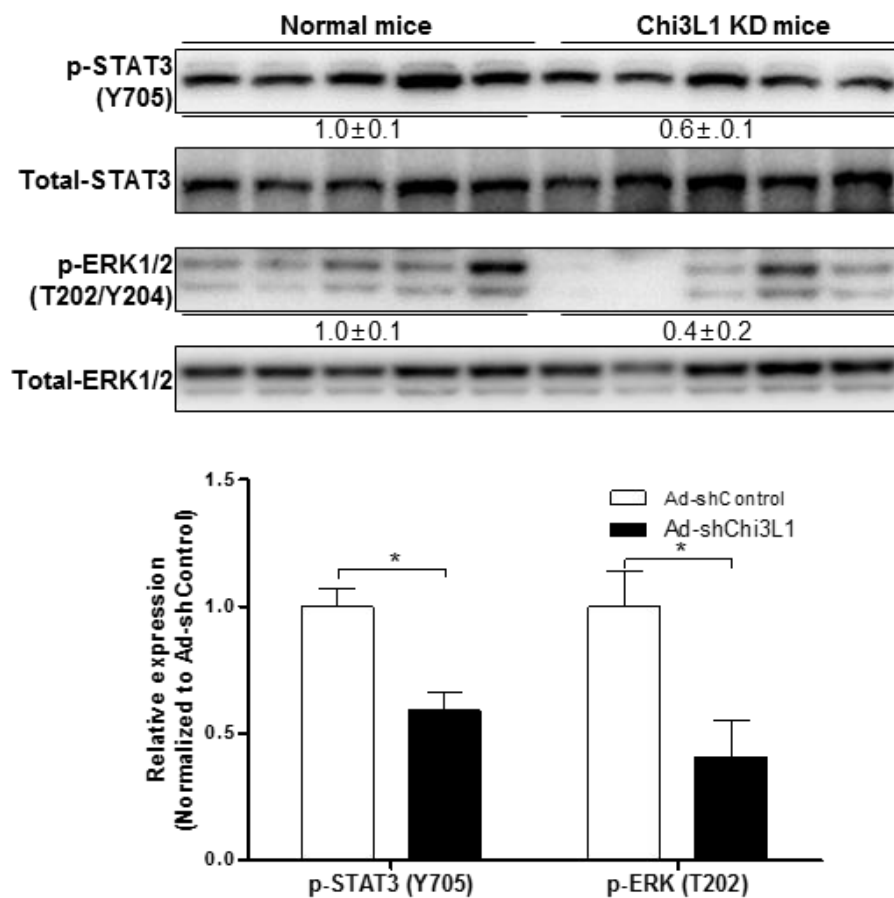 Normal mice
Chi3L1 KD mice
p-STAT3
(Y705)
1.0±0.1
0.6±.0.1
Total-STAT3
p-ERK1/2
(T202/Y204)
1.0±0.1
0.4±0.2
Total-ERK1/2
Relative expression
(Normalized to Ad-shControl)
1.5
1.0
0.5
0.0
Ad-shControl
Ad-shChi3L1
*
*
p-STAT3 (Y705)
p-ERK (T202)